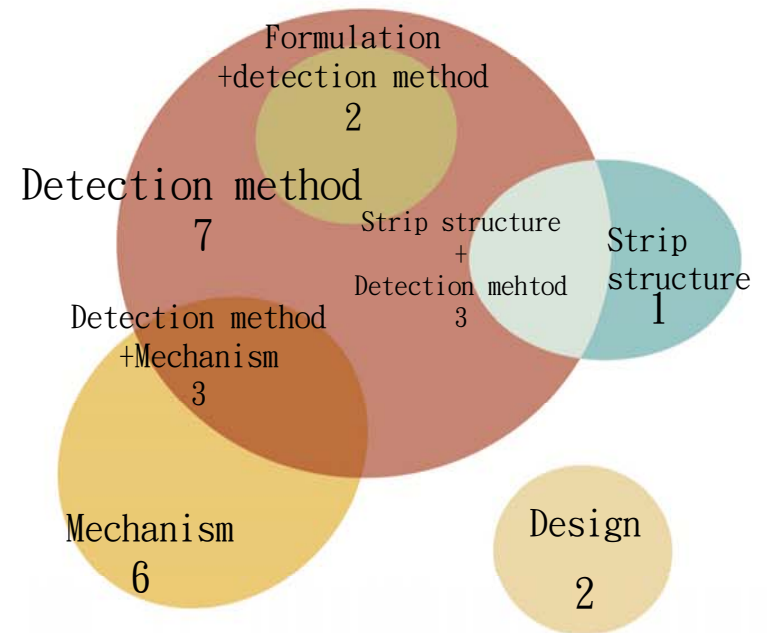 Formulation
+detection method
2
Detection method
7
Strip structure
+
Detection mehtod
3
Strip
structure
1
Detection method
+Mechanism
3
Mechanism
6
Design
2